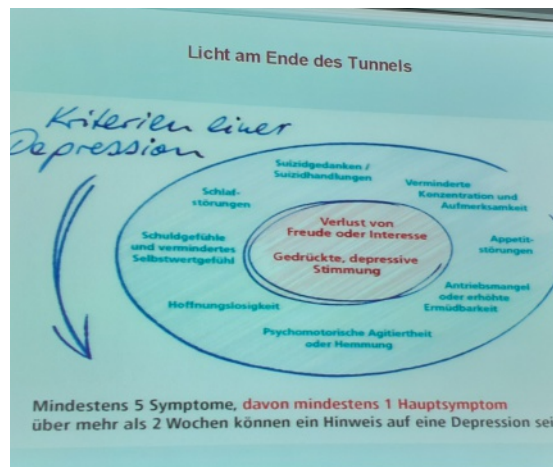 Licht am Ende des Tunnels
Kriterien einer
Depression
Suizidgedanken /
Suizidhandlungen
Verminderte
Konzentration und
Aufmerksamkeit
Schlaf-
störungen
Verlust von
Freude oder Interesse
Gedrückte, depressive
Stimmung
Appetit-
störungen
Schuldgefühle
und vermindertes
Selbstwertgefühl
Antriebsmangel
oder erhöhte
Ermüdbarkeit
Hoffnungslosigkeit
Psychomotorische Agitiertheit
oder Hemmung
Mindestens 5 Symptome, davon mindestens 1 Hauptsymptom
über mehr als 2 Wochen können ein Hinweis auf eine Depression sei